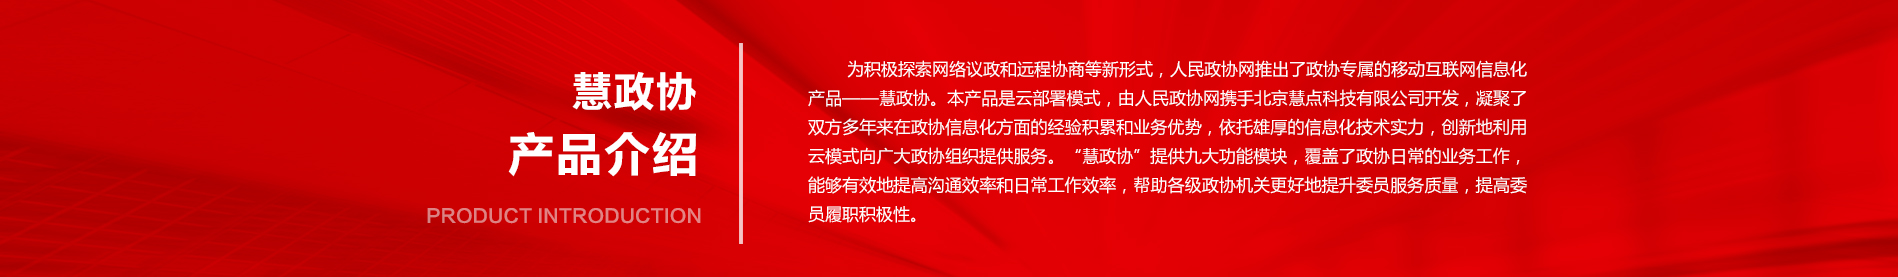 慧政协
产品介绍
PRODUCT INTRODUCTION
为积极探索网络议政和远程协商等新形式，人民政协网推出了政协专属的移动互联网信息化
产品——慧政协。本产品是云部署模式，由人民政协网携手北京慧点科技有限公司开发，凝聚了
双方多年来在政协信息化方面的经验积累和业务优势，依托雄厚的信息化技术实力，创新地利用
云模式向广大政协组织提供服务。“慧政协”提供九大功能模块，覆盖了政协日常的业务工作，
能够有效地提高沟通效率和日常工作效率，帮助各级政协机关更好地提升委员服务质量，提高委
员履职积极性。